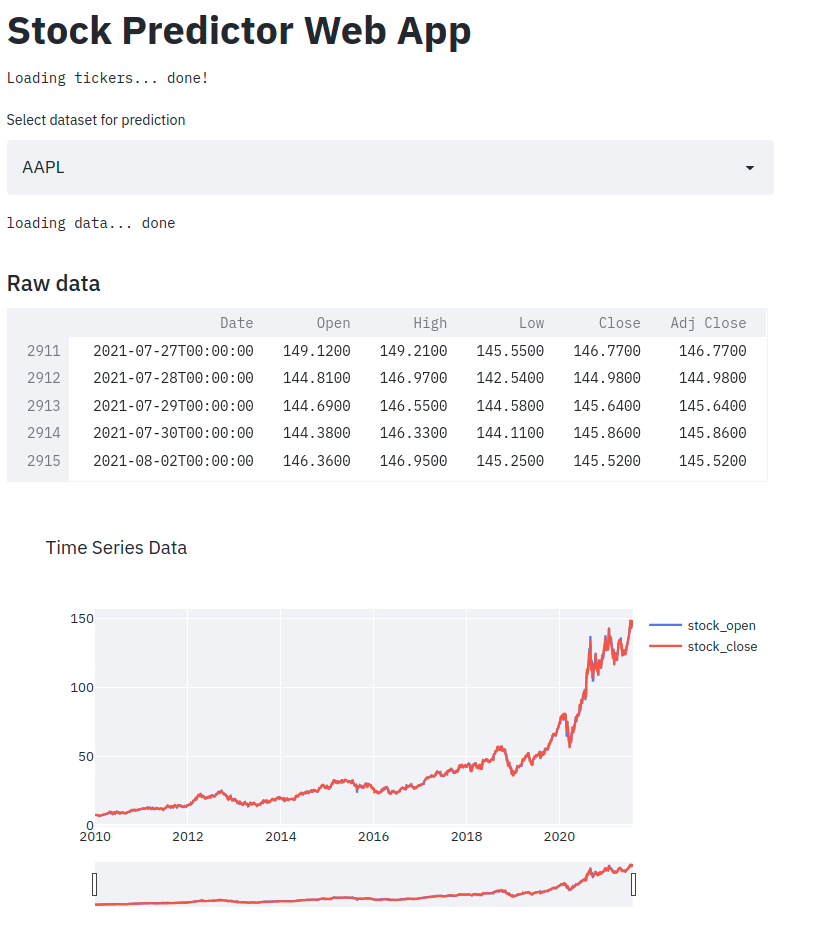 Stock Predictor Web App
Loading tickers... done!
Select dataset for prediction
AAPL
loading data... done
Raw data
Date Open High Low Close Adj Close
2911 2021-07-27T00:00:00 149.1200 149.2100 145.5500 146.7700 146.7700
2912 2021-07-28T00:00:00 144.8100 146.9700 142.5400 144.9800 144.9800
2913 2021-07-29T00:00:00 144.6900 146.5500 144.5800 145.6400 145.6400
2914 2021-07-30T00:00:00 144.3800 146.3300 144.1100 145.8600 145.8600
2915 2021-08-02T00:00:00 146.3600 146.9500 145.2500 145.5200 145.5200
Time Series Data
150
stock_open
stock_close
100
50
0
2010 2012 2014 2016 2018 2020